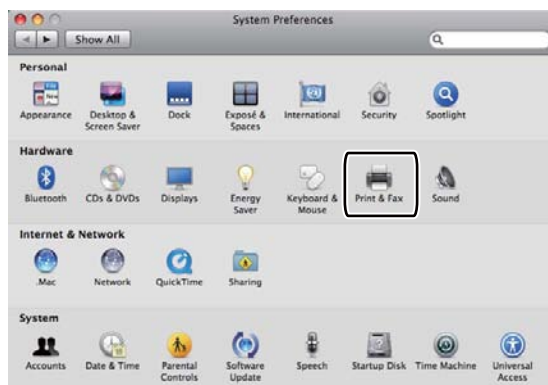 System Preferences
Show All
Personal
Appearance
Desktop &
Screen Saver
Dock
Exposé &
Spaces
International
Security
Spotlight
Hardware
Bluetooth
CDs & DVDs
Displays
Energy
Saver
Keyboard &
Mouse
Print & Fax
Sound
Internet & Network
.Mac
Network
QuickTime
Sharing
System
Accounts
Date & Time
Parental
Controls
Software
Update
Speech
Startup Disk
Time Machine
Universal
Access